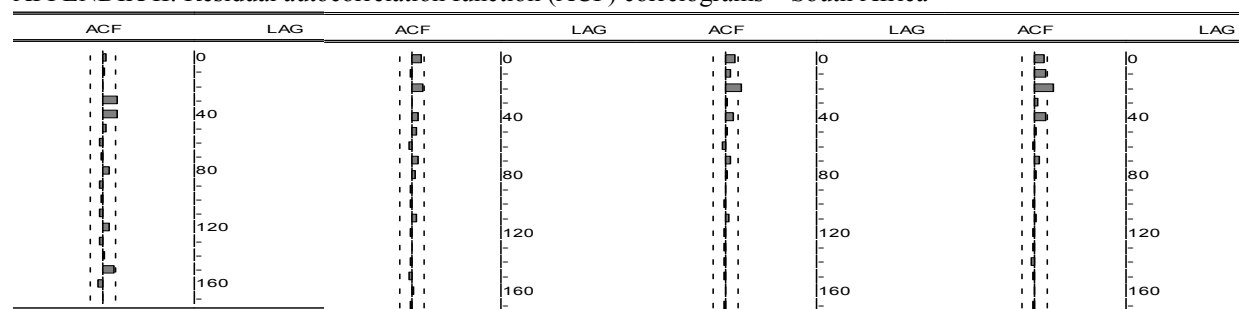 APPENDIX II: Residual autocorrelation function (ACF) correlograms – South Africa
ACF LAG ACF LAG ACF LAG ACF LAG
0 0 0 0
40 40 40 40
80 80 80 80
120 120 120 120
160 160 160 160